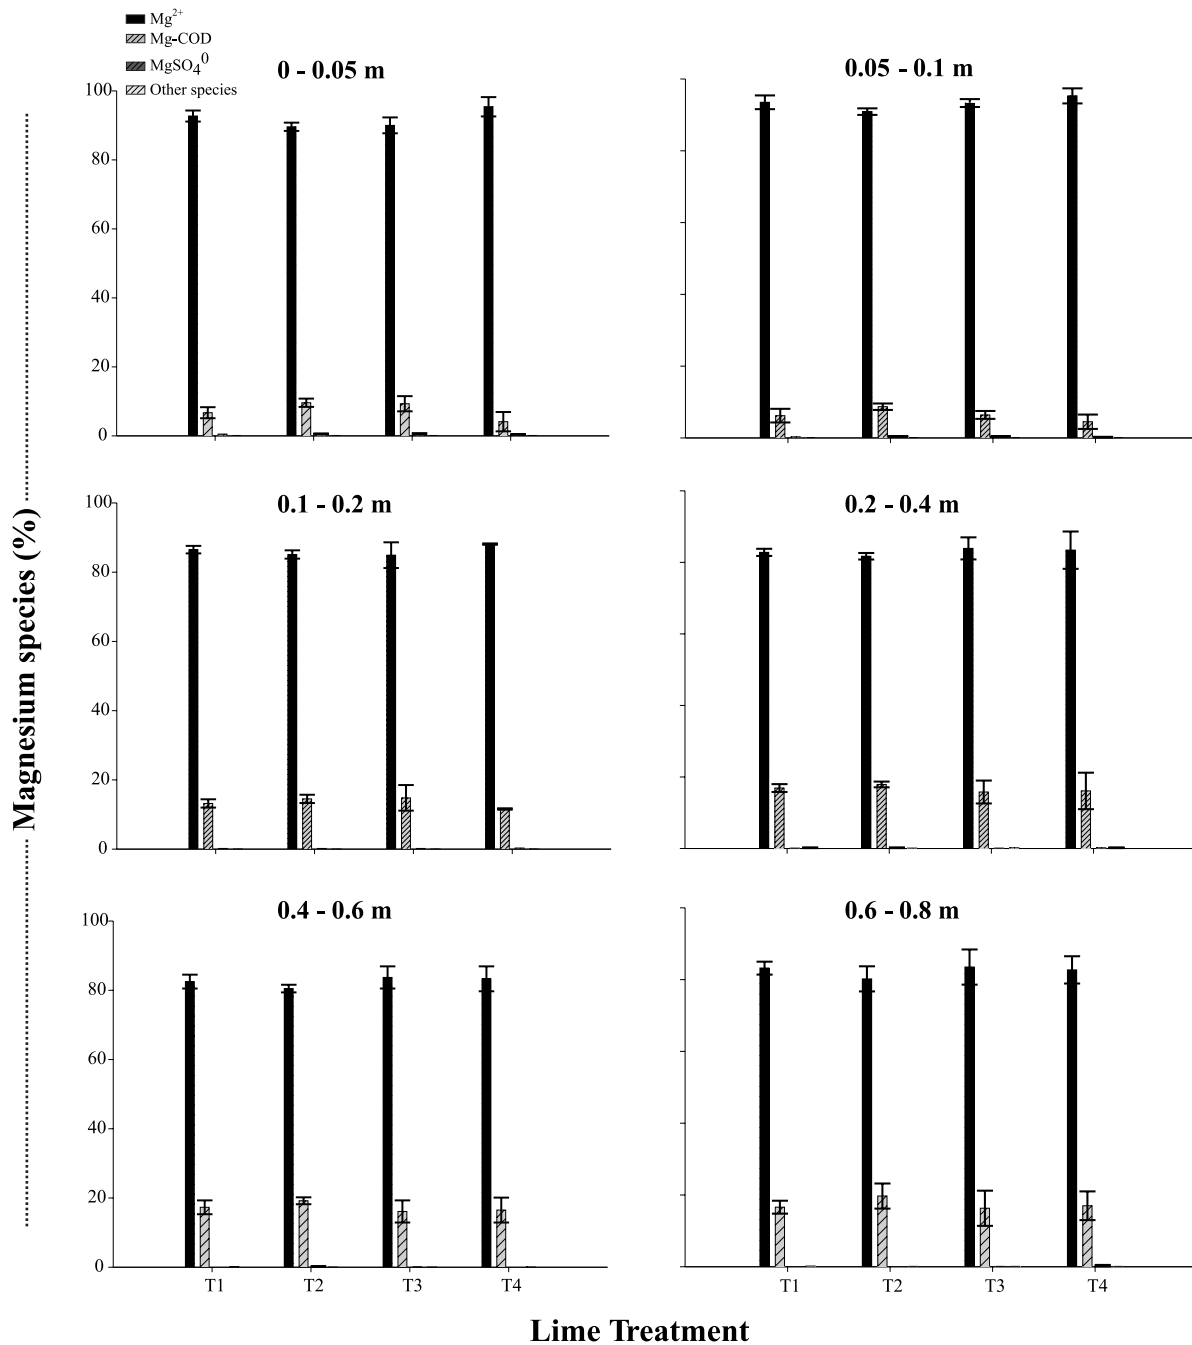 Mg2+
Mg-COD
MgSO40
Other species
0 - 0.05 m
0.05 - 0.1 m
100
80
60
40
20
0
0.1 - 0.2 m
0.2 - 0.4 m
100
80
60
40
20
0
0.4 - 0.6 m
0.6 - 0.8 m
100
80
60
40
20
0
Magnesium species (%)
T1 T2 T3 T4
T1 T2 T3 T4
Lime Treatment